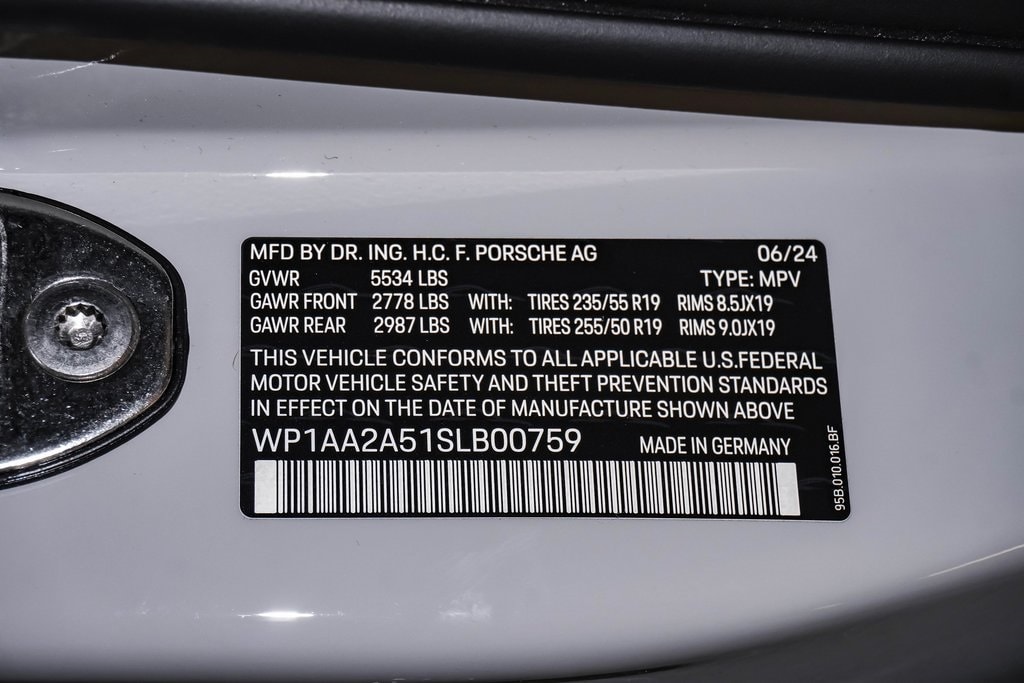 MFD BY DR. ING. H.C. F. PORSCHE AG 06/24
GVWR 5534 LBS TYPE: MPV
GAWR FRONT 2778 LBS WITH: TIRES 235/55 R19 RIMS 8.5JX19
GAWR REAR 2987 LBS WITH: TIRES 255/50 R19 RIMS 9.0JX19
THIS VEHICLE CONFORMS TO ALL APPLICABLE U.S.FEDERAL
MOTOR VEHICLE SAFETY AND THEFT PREVENTION STANDARDS
IN EFFECT ON THE DATE OF MANUFACTURE SHOWN ABOVE
WP1AA2A51SLB00759 MADE IN GERMANY
95B.010.016.BF